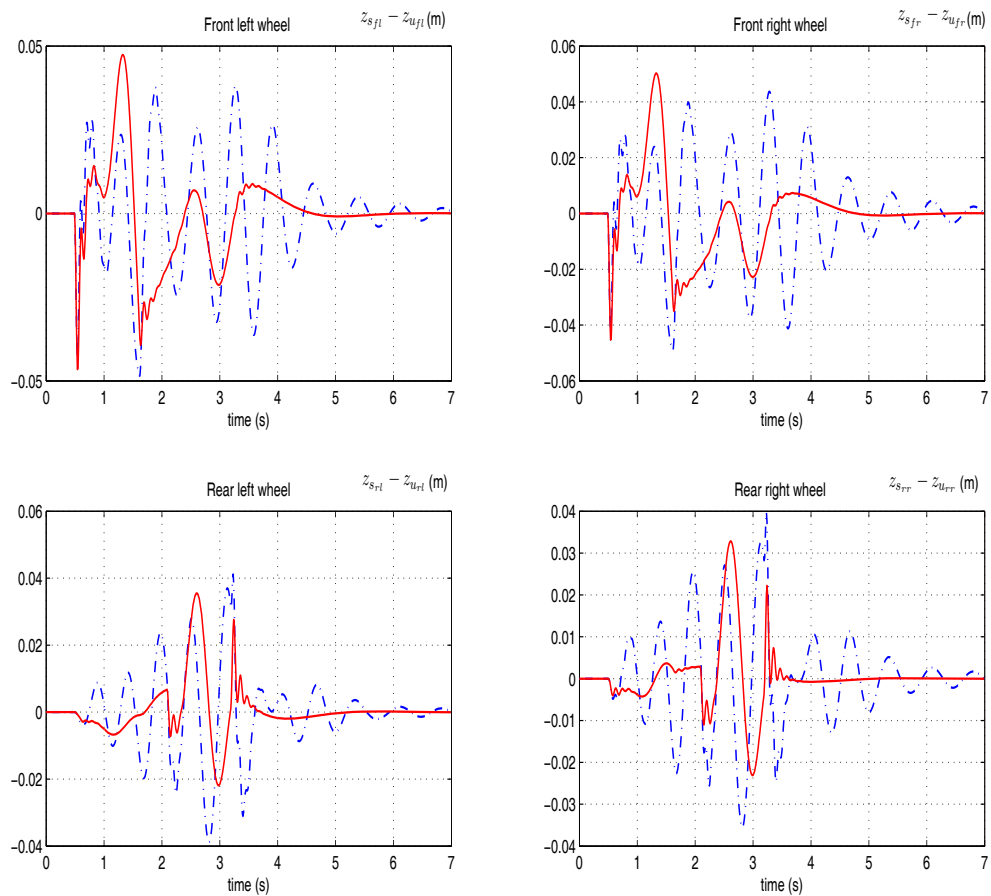 Front left wheel
z_{s_{fl}} − z_{u_{fl}} (m)
0.05
0
−0.05
0 1 2 3 4 5 6 7
time (s)
Front right wheel
z_{s_{fr}} − z_{u_{fr}} (m)
0.06
0.04
0.02
0
−0.02
−0.04
−0.06
0 1 2 3 4 5 6 7
time (s)
Rear left wheel
z_{s_{rl}} − z_{u_{rl}} (m)
0.06
0.04
0.02
0
−0.02
−0.04
0 1 2 3 4 5 6 7
time (s)
Rear right wheel
z_{s_{rr}} − z_{u_{rr}} (m)
0.04
0.03
0.02
0.01
0
−0.01
−0.02
−0.03
−0.04
0 1 2 3 4 5 6 7
time (s)